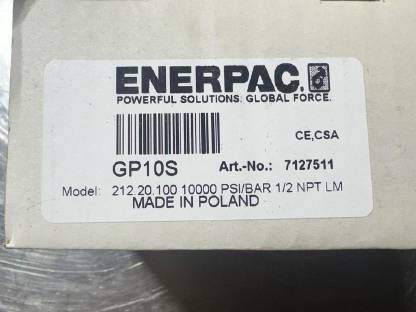 ENERPAC.
POWERFUL SOLUTIONS. GLOBAL FORCE.
CE,CSA
GP10S Art.-No.: 7127511
Model: 212.20.100 10000 PSI/BAR 1/2 NPT LM
MADE IN POLAND